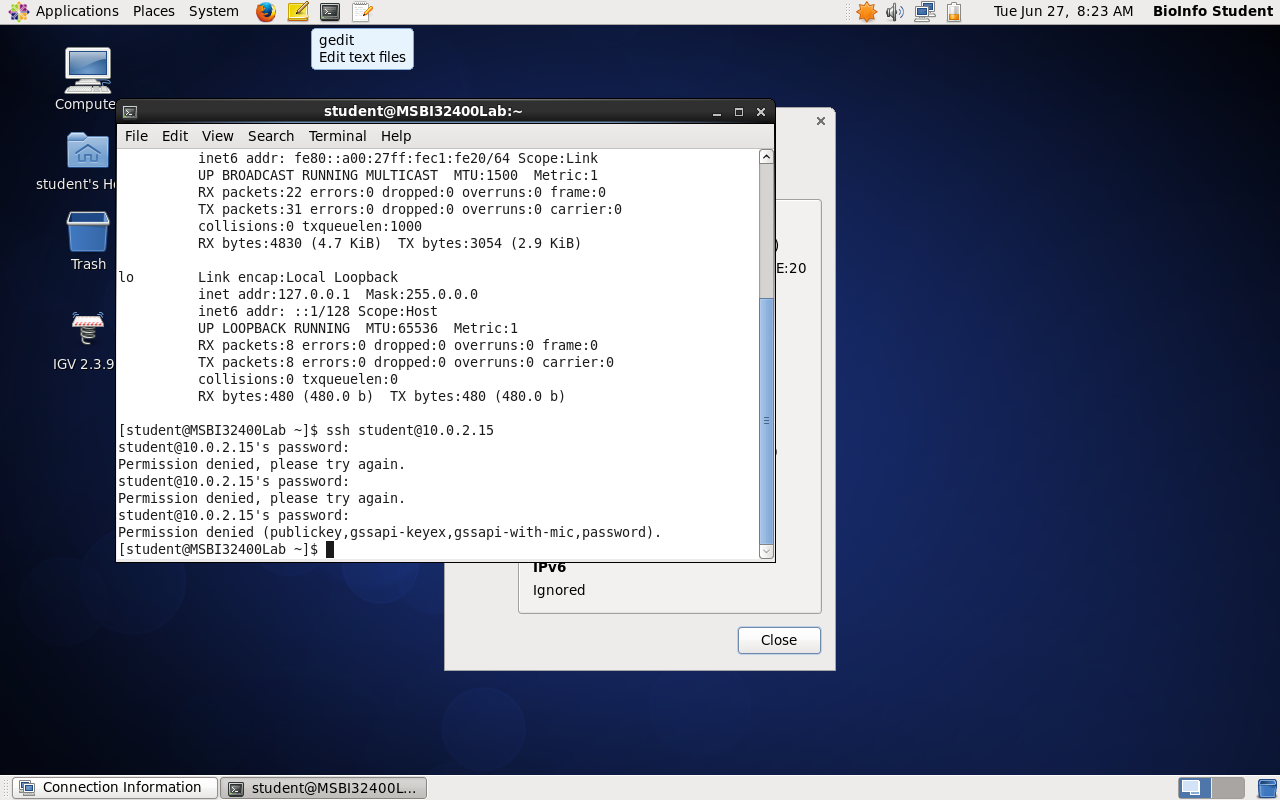 Applications Places System Tue Jun 27, 8:23 AM BioInfo Student
gedit
Edit text files
Compute
student's H
Trash
IGV 2.3.9
student@MSBI32400Lab:~
File Edit View Search Terminal Help
inet6 addr: fe80::a00:27ff:fec1:fe20/64 Scope:Link
UP BROADCAST RUNNING MULTICAST  MTU:1500  Metric:1
RX packets:22 errors:0 dropped:0 overruns:0 frame:0
TX packets:31 errors:0 dropped:0 overruns:0 carrier:0
collisions:0 txqueuelen:1000
RX bytes:4830 (4.7 KiB)  TX bytes:3054 (2.9 KiB)
lo        Link encap:Local Loopback
inet addr:127.0.0.1  Mask:255.0.0.0
inet6 addr: ::1/128 Scope:Host
UP LOOPBACK RUNNING  MTU:65536  Metric:1
RX packets:8 errors:0 dropped:0 overruns:0 frame:0
TX packets:8 errors:0 dropped:0 overruns:0 carrier:0
collisions:0 txqueuelen:0
RX bytes:480 (480.0 b)  TX bytes:480 (480.0 b)
[student@MSBI32400Lab ~]$ ssh student@10.0.2.15
student@10.0.2.15's password:
Permission denied, please try again.
student@10.0.2.15's password:
Permission denied, please try again.
student@10.0.2.15's password:
Permission denied (publickey,gssapi-keyex,gssapi-with-mic,password).
[student@MSBI32400Lab ~]$
)
E:20
IPv6
Ignored
Close
Connection Information
student@MSBI32400L...